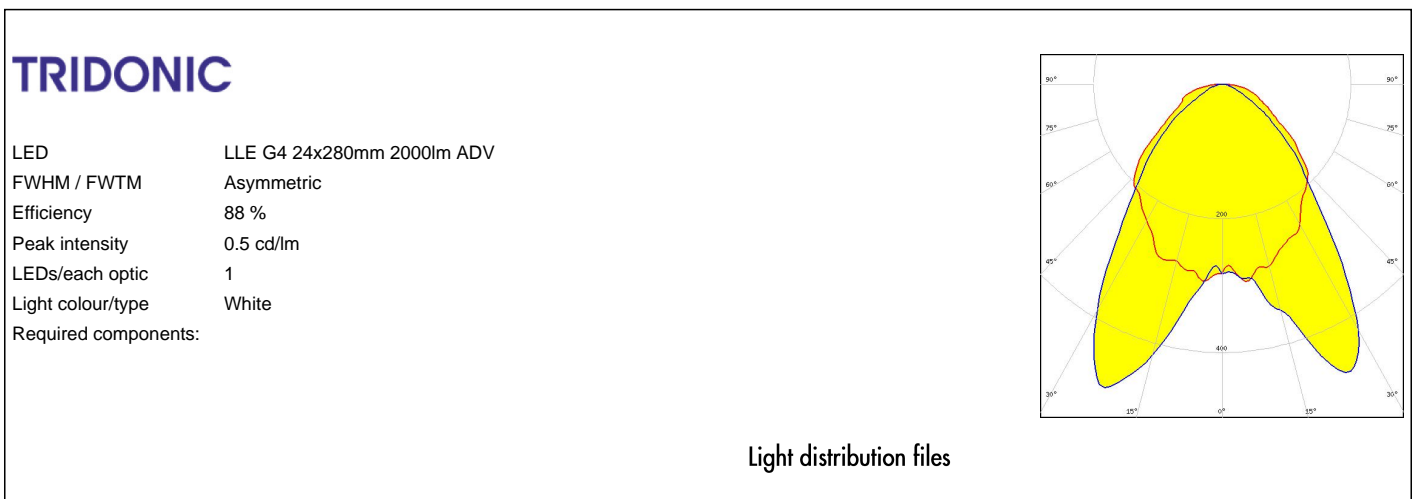 TRIDONIC
LED LLE G4 24x280mm 2000lm ADV
FWHM / FWTM Asymmetric
Efficiency 88 %
Peak intensity 0.5 cd/lm
LEDs/each optic 1
Light colour/type White
Required components:
90° 90°
75° 75°
60° 60°
200
45° 45°
400
30° 30°
15° 0° 15°
Light distribution files